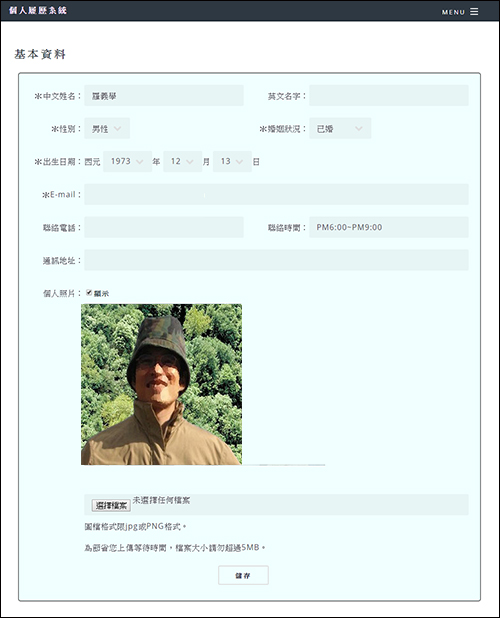 個人履歷系統 MENU
基本資料
＊中文姓名： 羅義學 英文名字：
＊性別： 男性 ＊婚姻狀況： 已婚
＊出生日期： 西元 1973 年 12 月 13 日
＊E-mail：
聯絡電話： 聯絡時間： PM6:00~PM9:00
通訊地址：
個人照片： 顯示
選擇檔案 未選擇任何檔案
圖檔格式限jpg或PNG格式。
為節省您上傳等待時間，檔案大小請勿超過5MB。
儲存